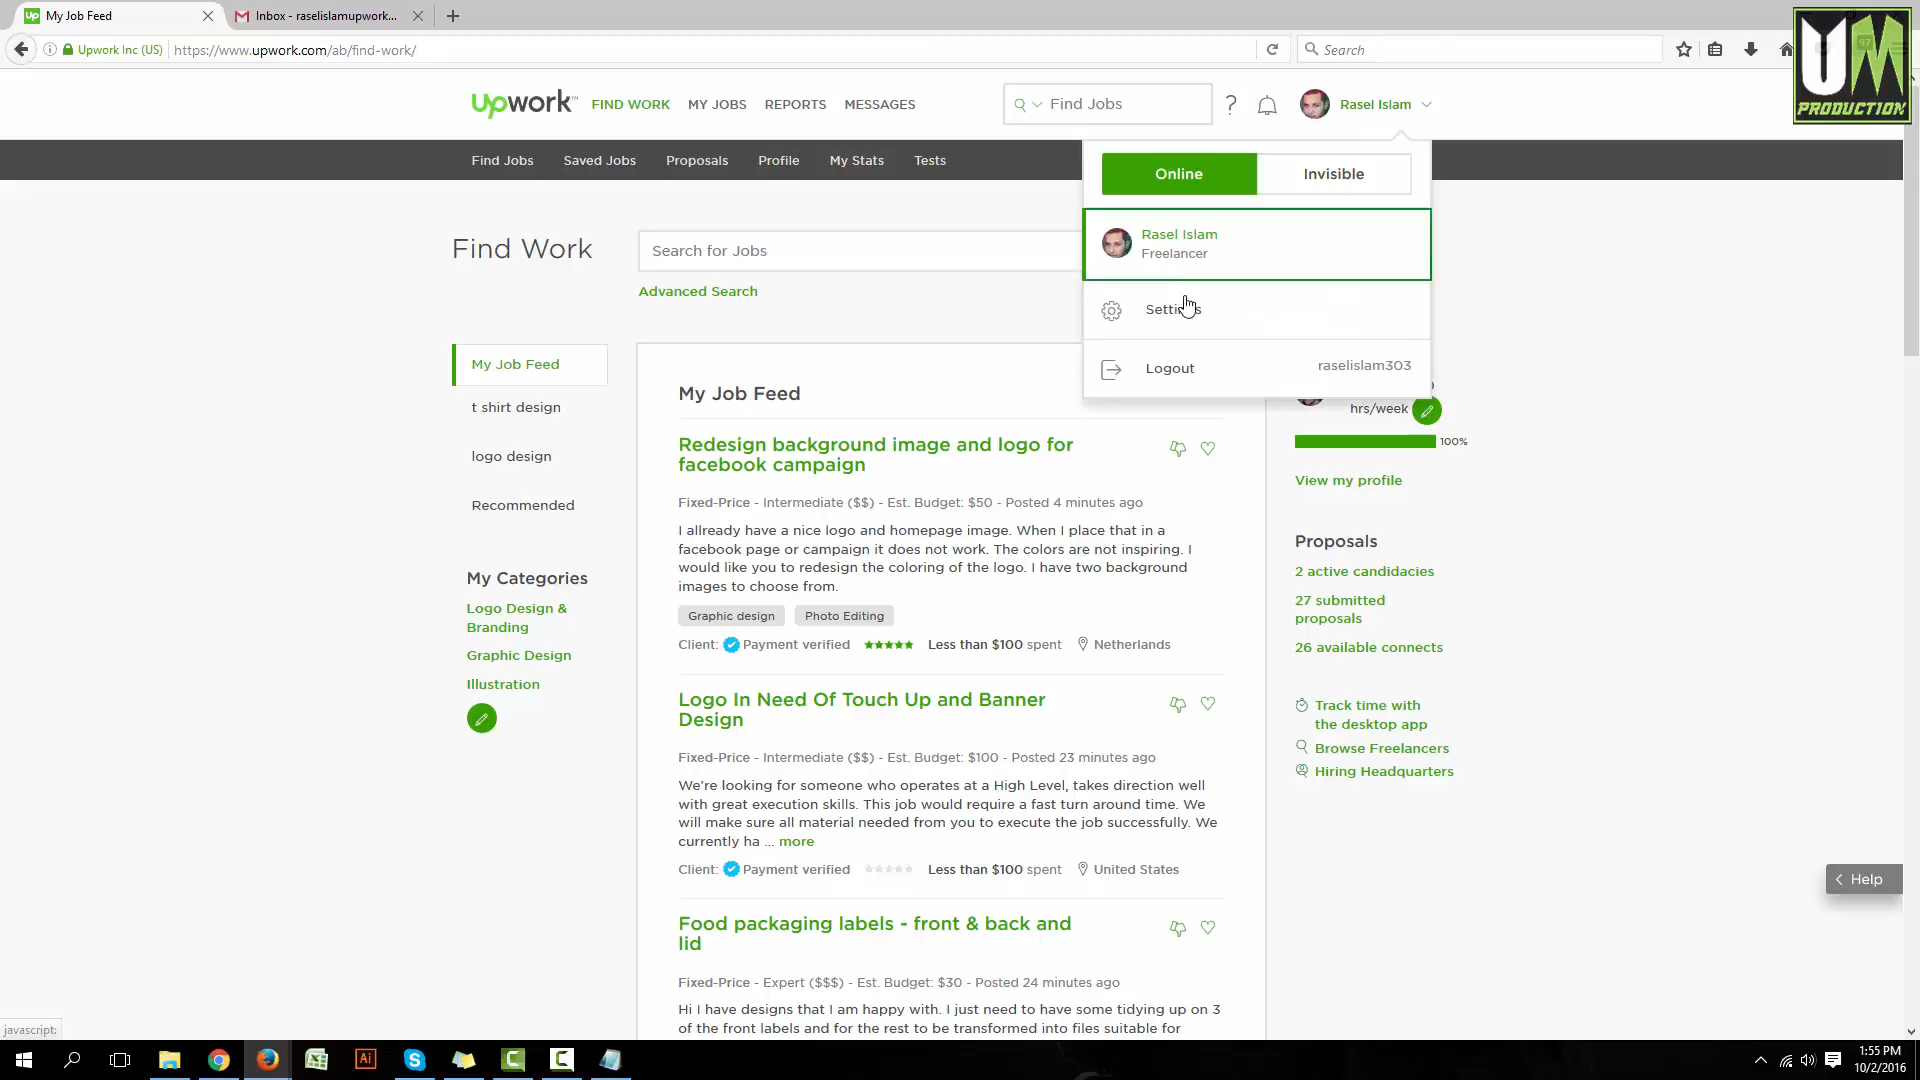 My Job Feed
Inbox - raselislamupwork...
Upwork Inc (US)
https://www.upwork.com/ab/find-work/
Search
UM
PRODUCTION
upwork™
FIND WORK
MY JOBS
REPORTS
MESSAGES
Find Jobs
?
Rasel Islam
Find Jobs
Saved Jobs
Proposals
Profile
My Stats
Tests
Online
Invisible
Rasel Islam
Freelancer
Settings
Logout
raselislam303
Find Work
Search for Jobs
Advanced Search
My Job Feed
t shirt design
logo design
Recommended
My Categories
Logo Design &
Branding
Graphic Design
Illustration
My Job Feed
Redesign background image and logo for
facebook campaign
Fixed-Price - Intermediate ($$) - Est. Budget: $50 - Posted 4 minutes ago
I allready have a nice logo and homepage image. When I place that in a
facebook page or campaign it does not work. The colors are not inspiring. I
would like you to redesign the coloring of the logo. I have two background
images to choose from.
Graphic design
Photo Editing
Client: Payment verified
Less than $100 spent
Netherlands
Logo In Need Of Touch Up and Banner
Design
Fixed-Price - Intermediate ($$) - Est. Budget: $100 - Posted 23 minutes ago
We're looking for someone who operates at a High Level, takes direction well
with great execution skills. This job would require a fast turn around time. We
will make sure all material needed from you to execute the job successfully. We
currently ha ... more
Client: Payment verified
Less than $100 spent
United States
Food packaging labels - front & back and
lid
Fixed-Price - Expert ($$$) - Est. Budget: $30 - Posted 24 minutes ago
Hi I have designs that I am happy with. I just need to have some tidying up on 3
of the front labels and for the rest to be transformed into files suitable for
hrs/week
100%
View my profile
Proposals
2 active candidacies
27 submitted
proposals
26 available connects
Track time with
the desktop app
Browse Freelancers
Hiring Headquarters
Help
javascript:
Ai
1:55 PM
10/2/2016